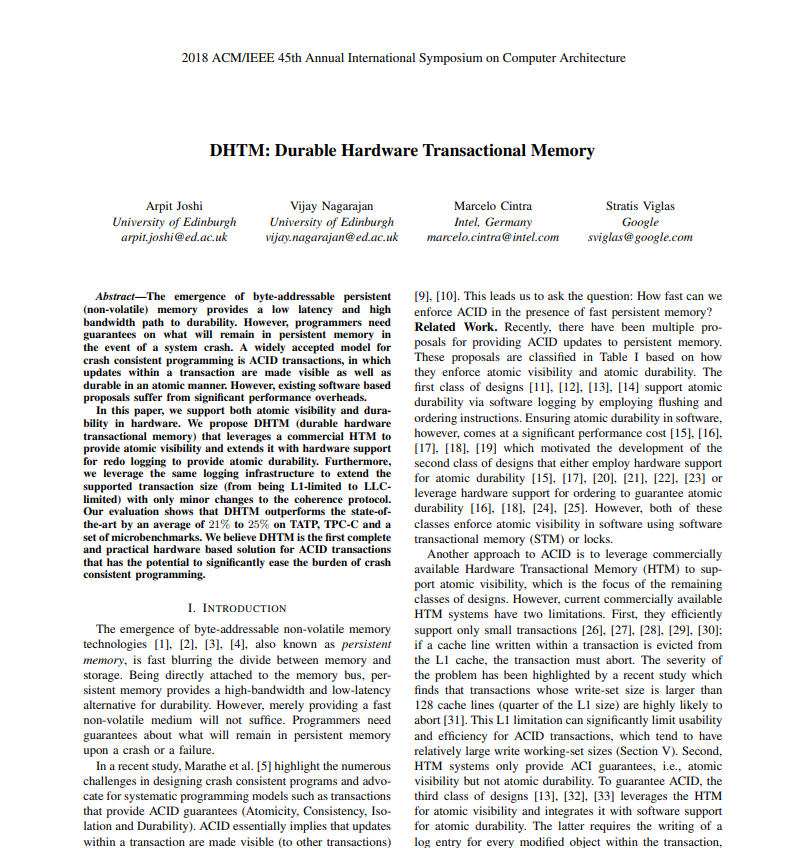 2018 ACM/IEEE 45th Annual International Symposium on Computer Architecture
DHTM: Durable Hardware Transactional Memory
Arpit Joshi
University of Edinburgh
arpit.joshi@ed.ac.uk
Vijay Nagarajan
University of Edinburgh
vijay.nagarajan@ed.ac.uk
Marcelo Cintra
Intel, Germany
marcelo.cintra@intel.com
Stratis Viglas
Google
sviglas@google.com
Abstract—The emergence of byte-addressable persistent
(non-volatile) memory provides a low latency and high
bandwidth path to durability. However, programmers need
guarantees on what will remain in persistent memory in
the event of a system crash. A widely accepted model for
crash consistent programming is ACID transactions, in which
updates within a transaction are made visible as well as
durable in an atomic manner. However, existing software based
proposals suffer from significant performance overheads.
In this paper, we support both atomic visibility and dura-
bility in hardware. We propose DHTM (durable hardware
transactional memory) that leverages a commercial HTM to
provide atomic visibility and extends it with hardware support
for redo logging to provide atomic durability. Furthermore,
we leverage the same logging infrastructure to extend the
supported transaction size (from being L1-limited to LLC-
limited) with only minor changes to the coherence protocol.
Our evaluation shows that DHTM outperforms the state-of-
the-art by an average of 21% to 25% on TATP, TPC-C and a
set of microbenchmarks. We believe DHTM is the first complete
and practical hardware based solution for ACID transactions
that has the potential to significantly ease the burden of crash
consistent programming.
I. INTRODUCTION
The emergence of byte-addressable non-volatile memory
technologies [1], [2], [3], [4], also known as persistent
memory, is fast blurring the divide between memory and
storage. Being directly attached to the memory bus, per-
sistent memory provides a high-bandwidth and low-latency
alternative for durability. However, merely providing a fast
non-volatile medium will not suffice. Programmers need
guarantees about what will remain in persistent memory
upon a crash or a failure.
In a recent study, Marathe et al. [5] highlight the numerous
challenges in designing crash consistent programs and advo-
cate for systematic programming models such as transactions
that provide ACID guarantees (Atomicity, Consistency, Iso-
lation and Durability). ACID essentially implies that updates
within a transaction are made visible (to other transactions)
[9], [10]. This leads us to ask the question: How fast can we
enforce ACID in the presence of fast persistent memory?
Related Work. Recently, there have been multiple pro-
posals for providing ACID updates to persistent memory.
These proposals are classified in Table I based on how
they enforce atomic visibility and atomic durability. The
first class of designs [11], [12], [13], [14] support atomic
durability via software logging by employing flushing and
ordering instructions. Ensuring atomic durability in software,
however, comes at a significant performance cost [15], [16],
[17], [18], [19] which motivated the development of the
second class of designs that either employ hardware support
for atomic durability [15], [17], [20], [21], [22], [23] or
leverage hardware support for ordering to guarantee atomic
durability [16], [18], [24], [25]. However, both of these
classes enforce atomic visibility in software using software
transactional memory (STM) or locks.
Another approach to ACID is to leverage commercially
available Hardware Transactional Memory (HTM) to sup-
port atomic visibility, which is the focus of the remaining
classes of designs. However, current commercially available
HTM systems have two limitations. First, they efficiently
support only small transactions [26], [27], [28], [29], [30];
if a cache line written within a transaction is evicted from
the L1 cache, the transaction must abort. The severity of
the problem has been highlighted by a recent study which
finds that transactions whose write-set size is larger than
128 cache lines (quarter of the L1 size) are highly likely to
abort [31]. This L1 limitation can significantly limit usability
and efficiency for ACID transactions, which tend to have
relatively large write working-set sizes (Section V). Second,
HTM systems only provide ACI guarantees, i.e., atomic
visibility but not atomic durability. To guarantee ACID, the
third class of designs [13], [32], [33] leverages the HTM
for atomic visibility and integrates it with software support
for atomic durability. The latter requires the writing of a
log entry for every modified object within the transaction,